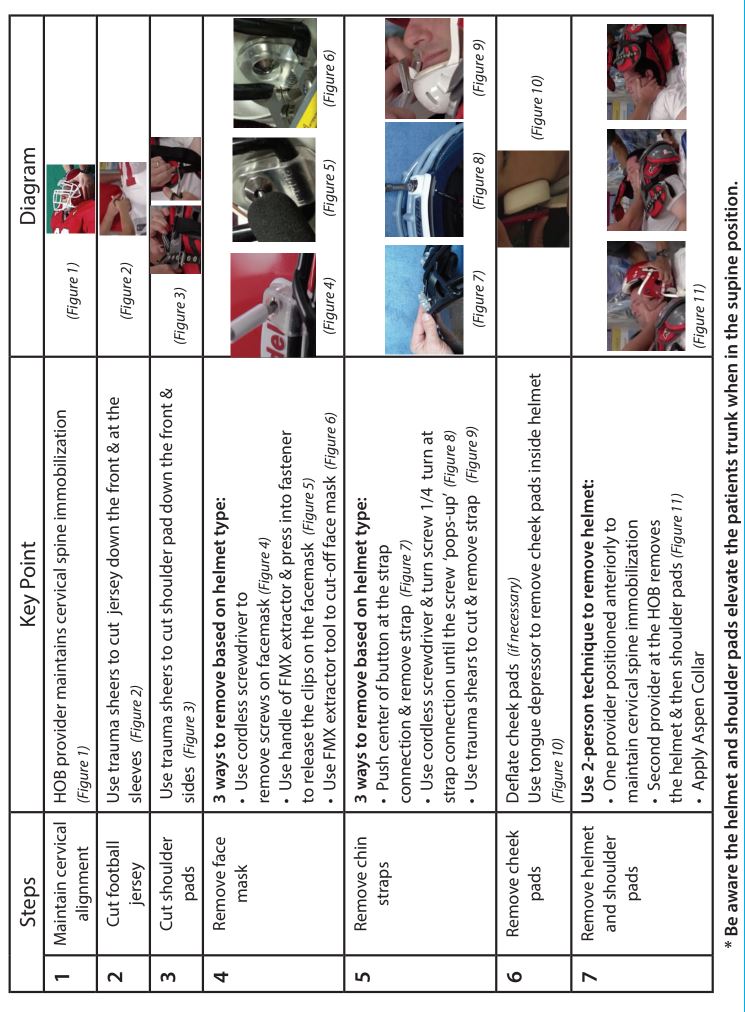 Steps Key Point Diagram
1 Maintain cervical alignment
HOB provider maintains cervical spine immobilization
(Figure 1)
(Figure 1)
2 Cut football jersey
Use trauma sheers to cut jersey down the front & at the
sleeves (Figure 2)
(Figure 2)
3 Cut shoulder pads
Use trauma sheers to cut shoulder pad down the front &
sides (Figure 3)
(Figure 3)
4 Remove face mask
3 ways to remove based on helmet type:
• Use cordless screwdriver to
remove screws on facemask (Figure 4)
• Use handle of FMX extractor & press into fastener
to release the clips on the facemask (Figure 5)
• Use FMX extractor tool to cut-off face mask (Figure 6)
del
(Figure 4) (Figure 5) (Figure 6)
5 Remove chin straps
3 ways to remove based on helmet type:
• Push center of button at the strap
connection & remove strap (Figure 7)
• Use cordless screwdriver & turn screw 1/4 turn at
strap connection until the screw ‘pops-up’ (Figure 8)
• Use trauma shears to cut & remove strap (Figure 9)
(Figure 7) (Figure 8) (Figure 9)
6 Remove cheek pads
Deflate cheek pads (if necessary)
Use tongue depressor to remove cheek pads inside helmet
(Figure 10)
(Figure 10)
7 Remove helmet and shoulder pads
Use 2-person technique to remove helmet:
• One provider positioned anteriorly to
maintain cervical spine immobilization
• Second provider at the HOB removes
the helmet & then shoulder pads (Figure 11)
• Apply Aspen Collar
(Figure 11)
* Be aware the helmet and shoulder pads elevate the patients trunk when in the supine position.